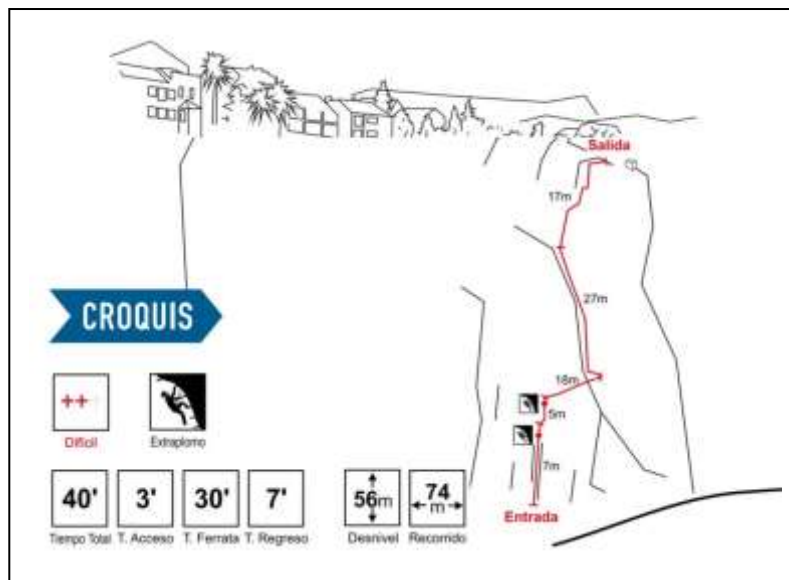 Salida
17m
27m
CROQUIS
18m
5m
7m
++
Difícil
Extraplomo
Entrada
40'
3'
30'
7'
56m
74
m
Tiempo Total
T. Acceso
T. Ferrata
T. Regreso
Desnivel
Recorrido